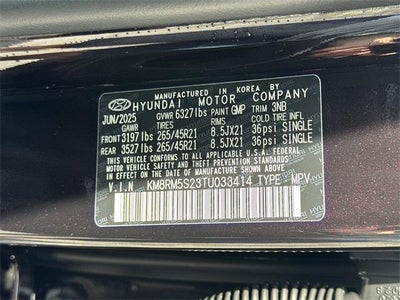 MANUFACTURED IN KOREA BY
HYUNDAI MOTOR COMPANY
JUN/2025 GVWR 6327lbs PAINT GMP TRIM 3NB
GAWR TIRES RIMS COLD TIRE INFL
FRONT 3197lbs 265/45R21 8.5JX21 36psi SINGLE
REAR 3527lbs 265/45R21 8.5JX21 36psi SINGLE
THIS VEHICLE CONFORMS TO ALL APPLICABLE U.S. FEDERAL
MOTOR VEHICLE SAFETY STANDARDS IN EFFECT ON
THE DATE OF MANUFACTURE SHOWN ABOVE.
V.I.N KM8RM5S23TU033414 TYPE - MPV